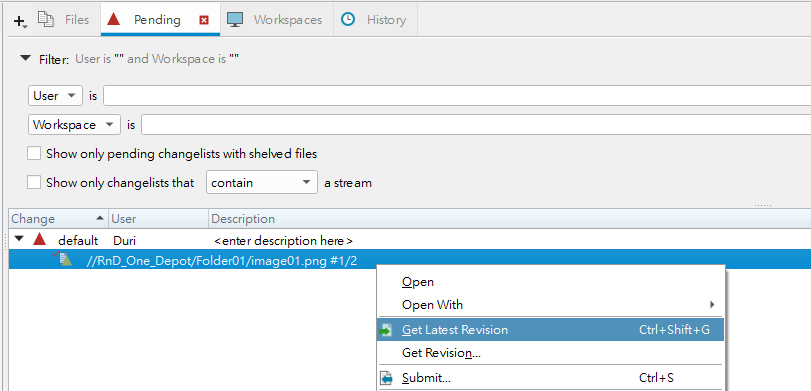 Files Pending Workspaces History
Filter: User is "" and Workspace is ""
User is
Workspace is
Show only pending changelists with shelved files
Show only changelists that contain a stream
Change User Description
default Duri <enter description here>
//RnD_One_Depot/Folder01/image01.png #1/2
Open
Open With
Get Latest Revision Ctrl+Shift+G
Get Revision...
Submit... Ctrl+S